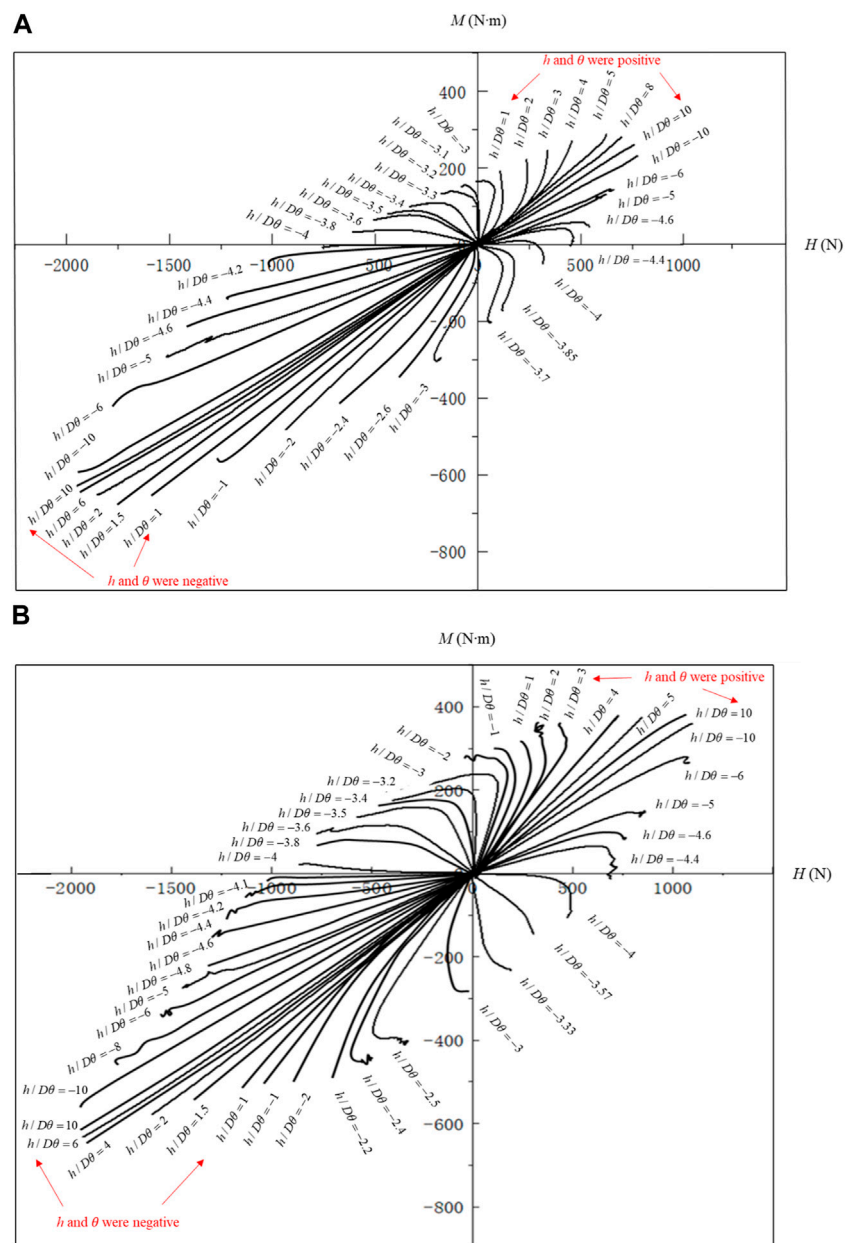 A
M (N·m)
400
200
-200
-400
-600
-800
-2000
-1500
-1000
-500
0
500
1000
H (N)
h and θ were positive
h / Dθ = −3
h / Dθ = −3.1
h / Dθ = −3.2
h / Dθ = −3.3
h / Dθ = −3.4
h / Dθ = −3.5
h / Dθ = −3.6
h / Dθ = −3.8
h / Dθ = −4
h / Dθ = 1
h / Dθ = 2
h / Dθ = 3
h / Dθ = 4
h / Dθ = 5
h / Dθ = 8
h / Dθ = 10
h / Dθ = −10
h / Dθ = −6
h / Dθ = −5
h / Dθ = −4.6
h / Dθ = −4.4
h / Dθ = −4
h / Dθ = −3.85
h / Dθ = −3.7
h / Dθ = −4.2
h / Dθ = −4.4
h / Dθ = −4.6
h / Dθ = −5
h / Dθ = −6
h / Dθ = −10
h / Dθ = 10
h / Dθ = 6
h / Dθ = 2
h / Dθ = 1.5
h / Dθ = 1
h / Dθ = −1
h / Dθ = −2
h / Dθ = −2.4
h / Dθ = −2.6
h / Dθ = −3
h and θ were negative
B
M (N·m)
400
200
-200
-400
-600
-800
-2000
-1500
-1000
-500
0
500
1000
H (N)
h and θ were positive
h / Dθ = −1
h / Dθ = 1
h / Dθ = 2
h / Dθ = 3
h / Dθ = 4
h / Dθ = 5
h / Dθ = 10
h / Dθ = −10
h / Dθ = −6
h / Dθ = −5
h / Dθ = −4.6
h / Dθ = −4.4
h / Dθ = −4
h / Dθ = −3.57
h / Dθ = −3.33
h / Dθ = −3
h / Dθ = −2
h / Dθ = −3
h / Dθ = −3.2
h / Dθ = −3.4
h / Dθ = −3.5
h / Dθ = −3.6
h / Dθ = −3.8
h / Dθ = −4
h / Dθ = −4.1
h / Dθ = −4.2
h / Dθ = −4.4
h / Dθ = −4.6
h / Dθ = −4.8
h / Dθ = −5
h / Dθ = −6
h / Dθ = −8
h / Dθ = −10
h / Dθ = 10
h / Dθ = 6
h / Dθ = 4
h / Dθ = 2
h / Dθ = 1.5
h / Dθ = 1
h / Dθ = −1
h / Dθ = −2
h / Dθ = −2.2
h / Dθ = −2.4
h / Dθ = −2.5
h and θ were negative